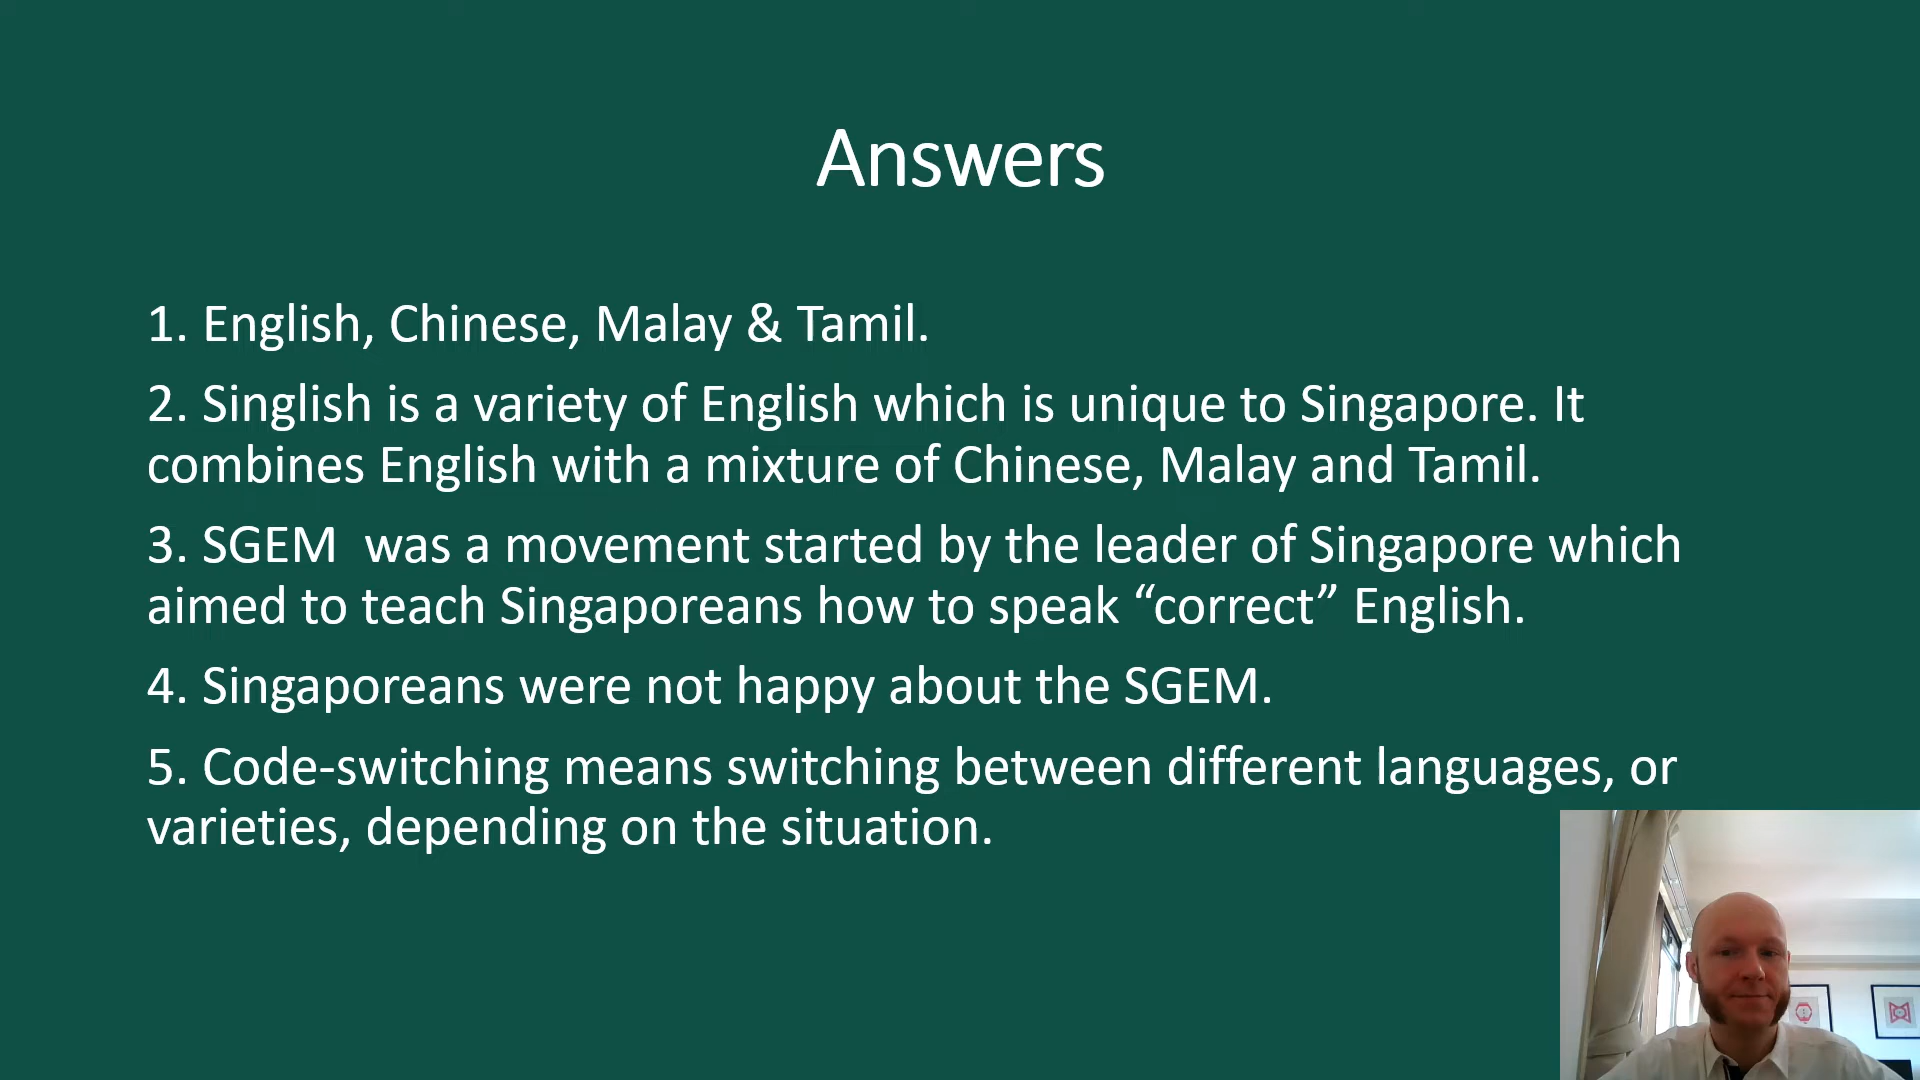 Answers
1. English, Chinese, Malay & Tamil.
2. Singlish is a variety of English which is unique to Singapore. It
combines English with a mixture of Chinese, Malay and Tamil.
3. SGEM  was a movement started by the leader of Singapore which
aimed to teach Singaporeans how to speak “correct” English.
4. Singaporeans were not happy about the SGEM.
5. Code-switching means switching between different languages, or
varieties, depending on the situation.